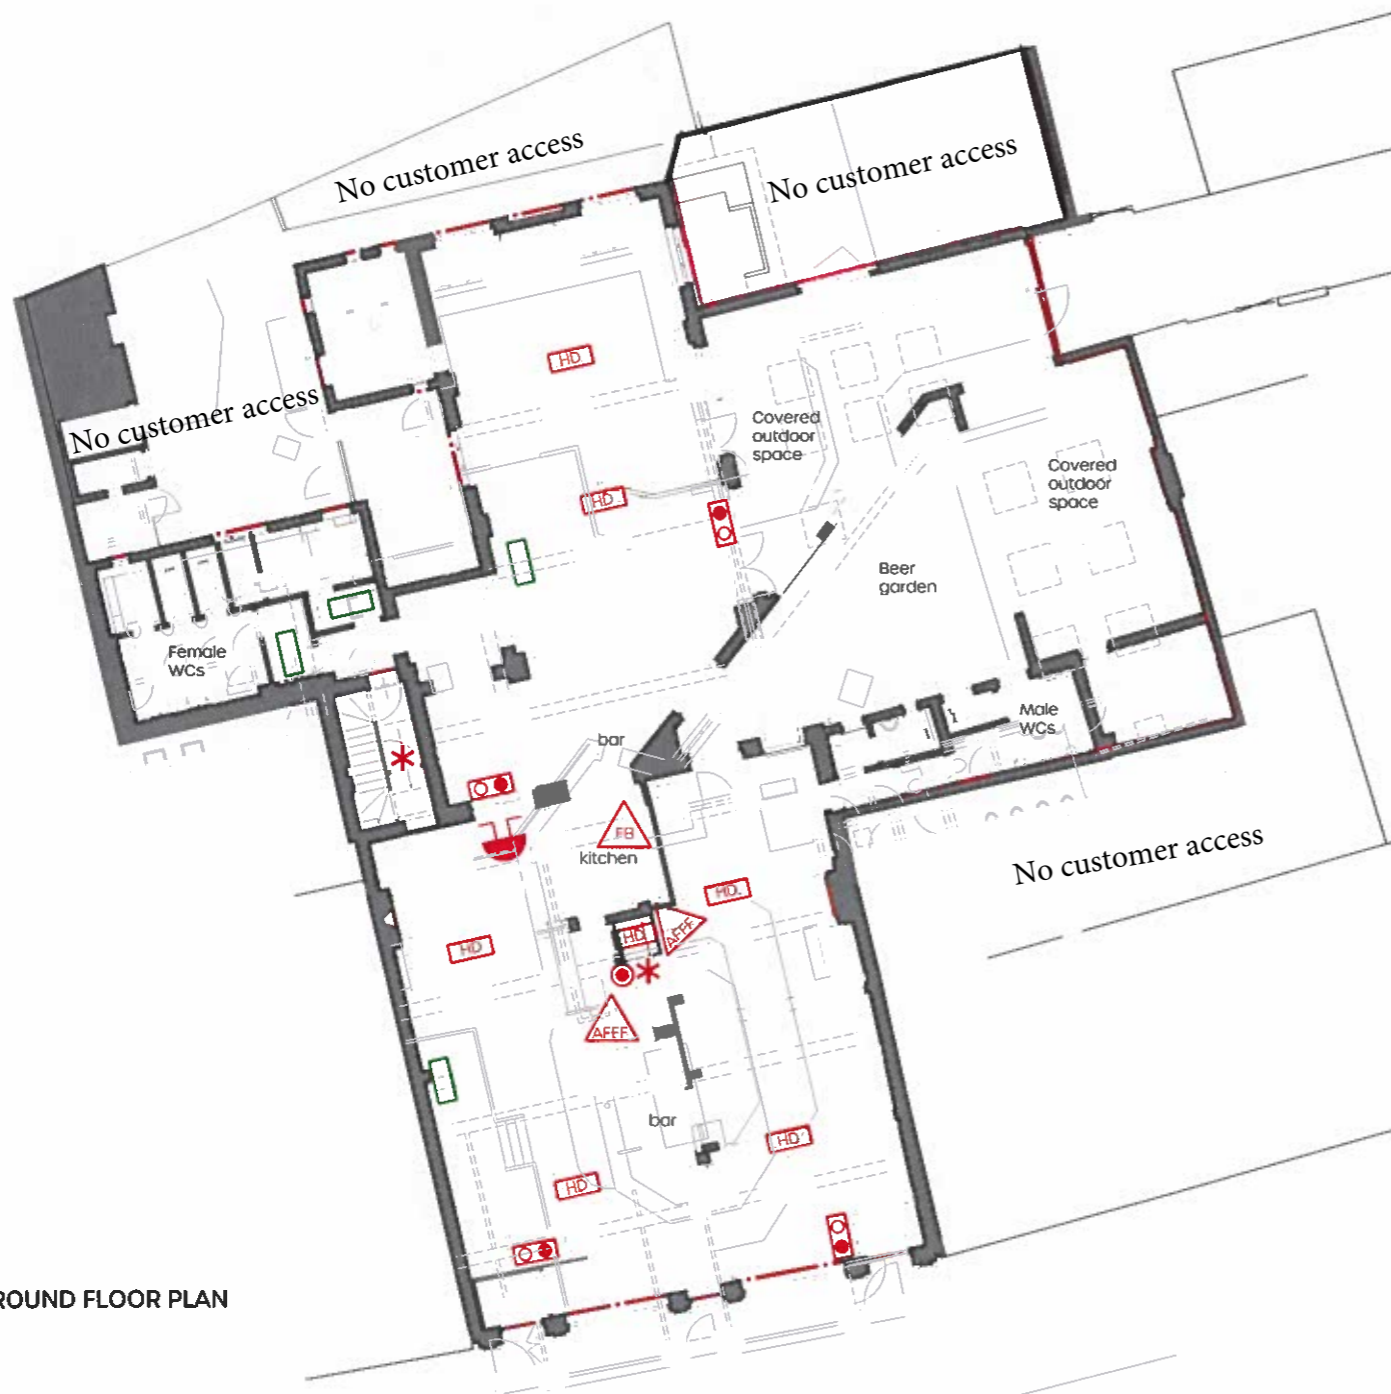 No customer access
No customer access
HD
No customer access
Covered
outdoor
space
Covered
outdoor
space
HD
Beer
garden
Female
WCs
Male
WCs
bar
FB
kitchen
No customer access
HD
HD
HD
AFFF
AFFF
bar
HD
HD
ROUND FLOOR PLAN